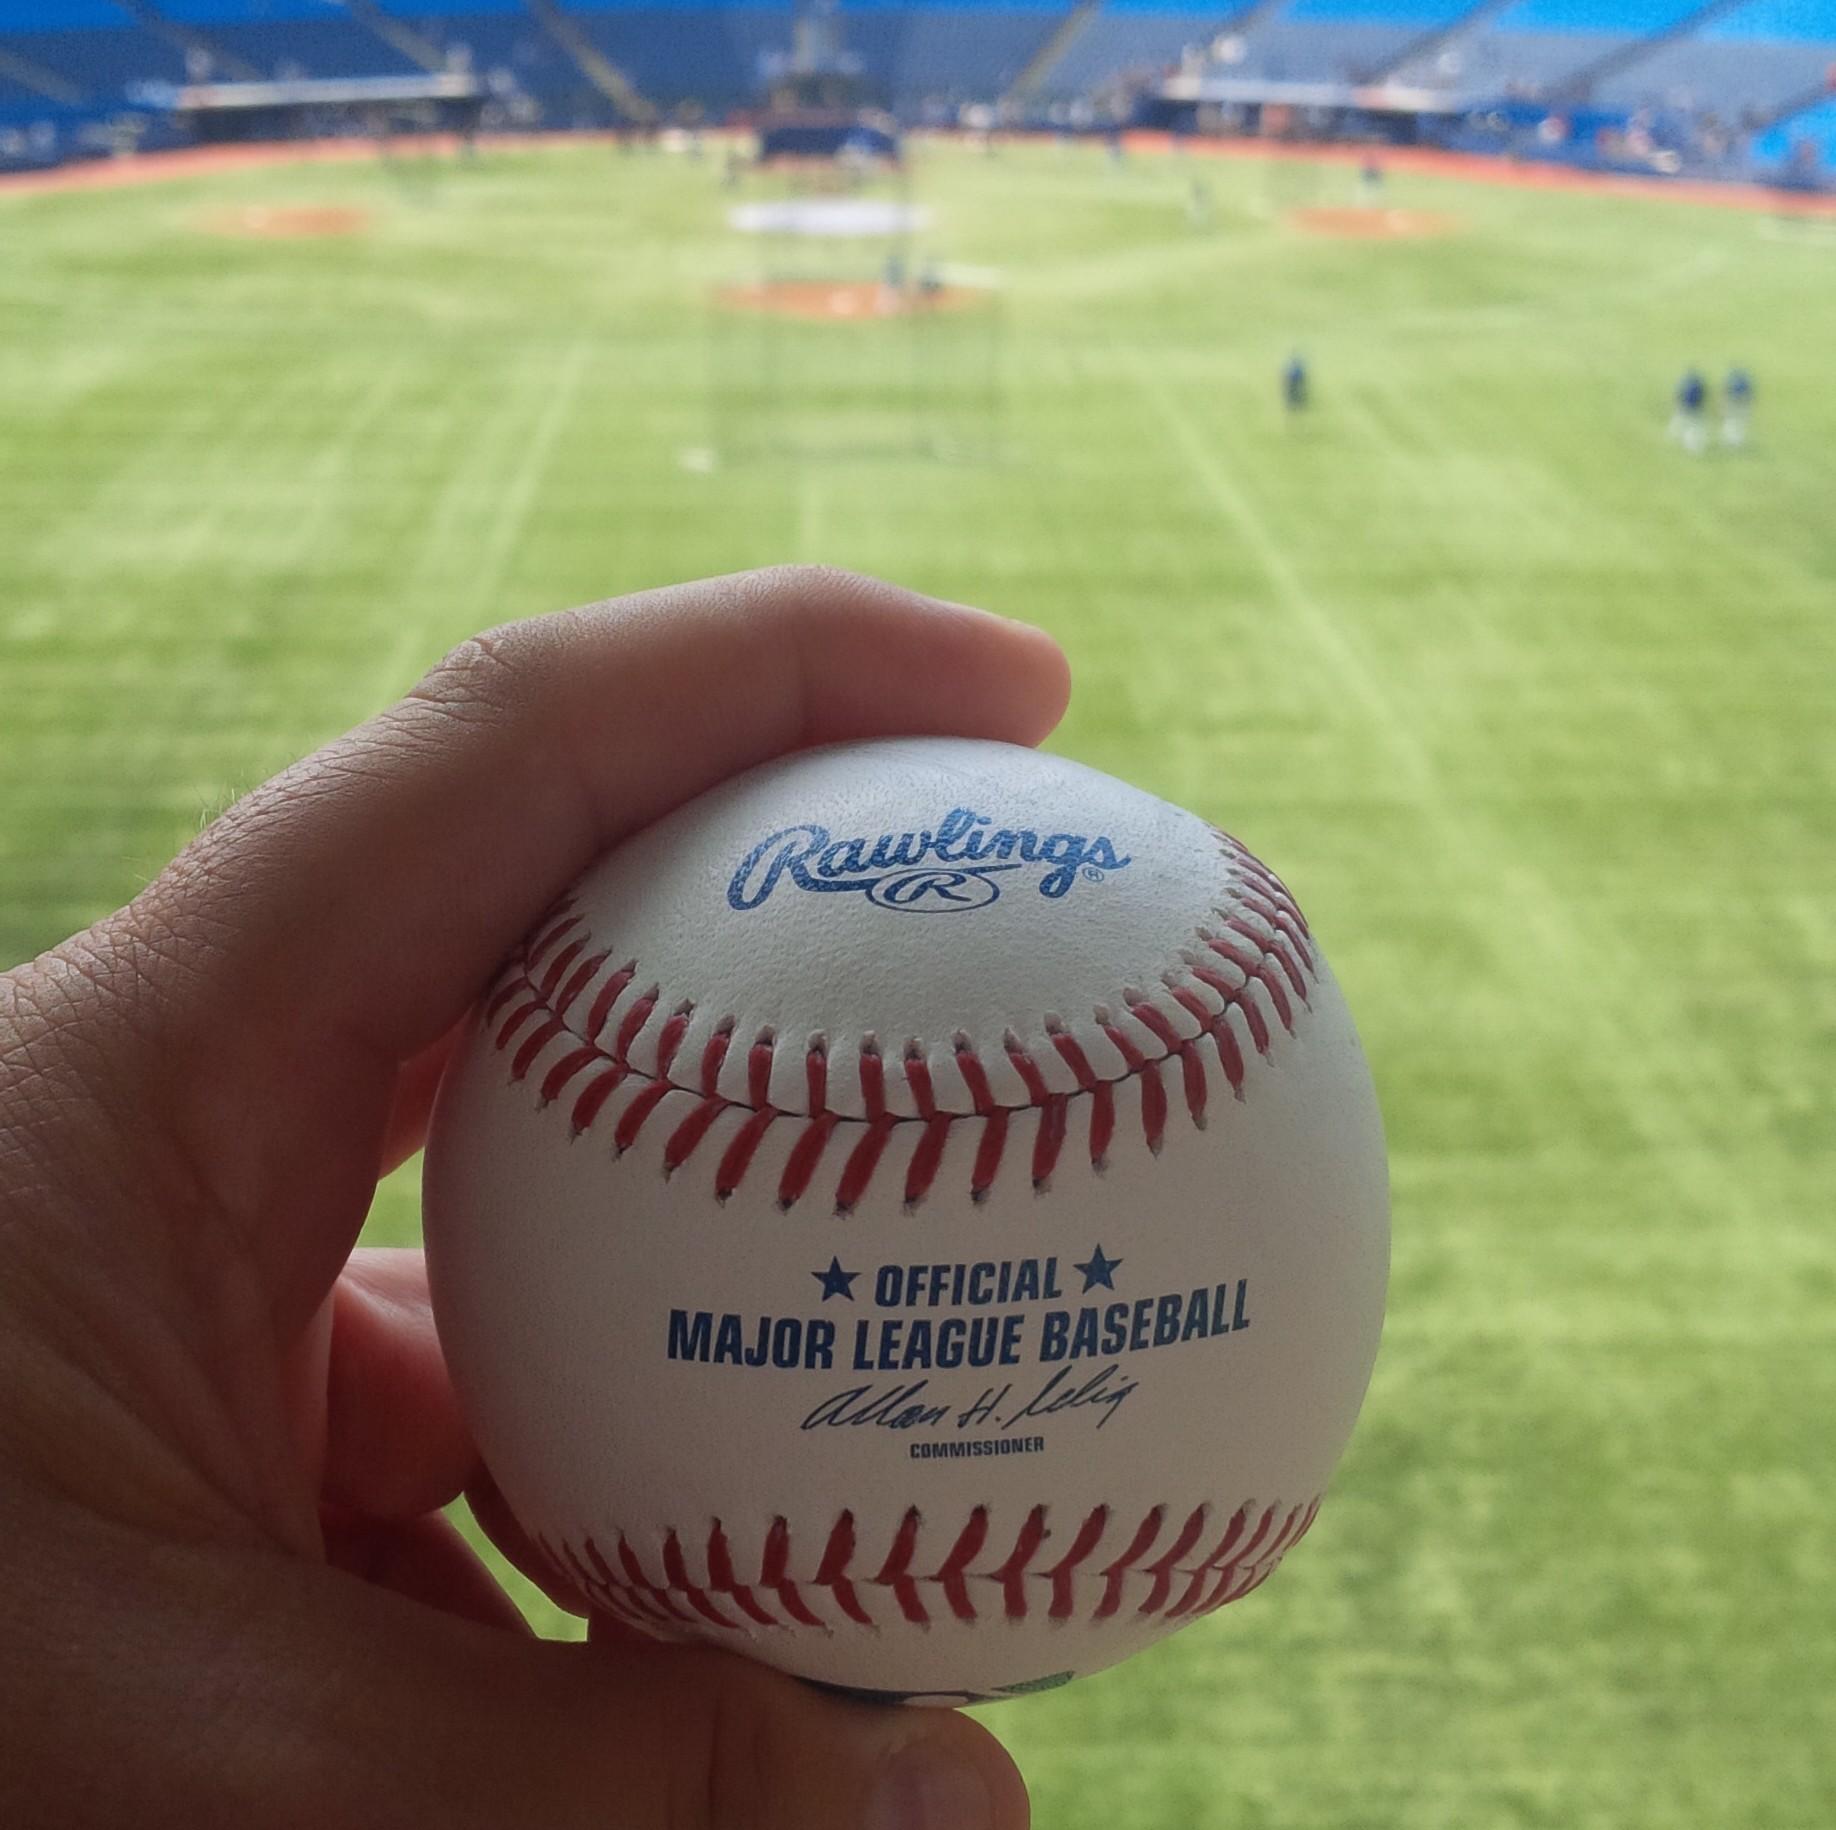 Rawlings®
R
★ OFFICIAL ★
MAJOR LEAGUE BASEBALL
Allan H. Selig
COMMISSIONER